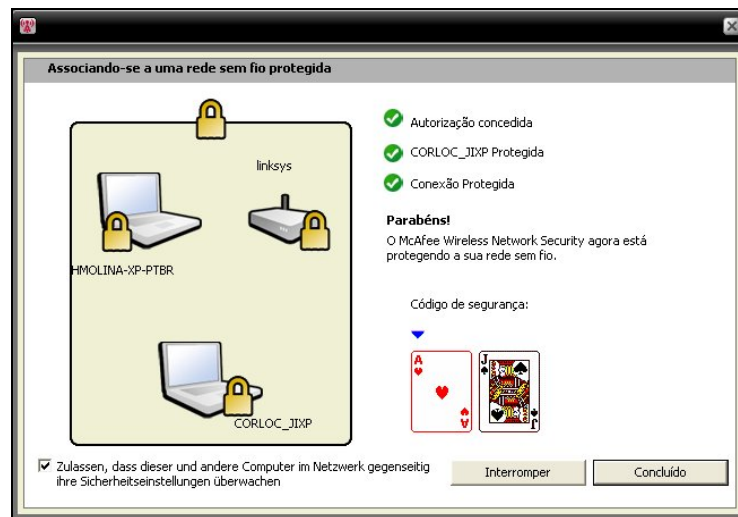 Associando-se a uma rede sem fio protegida
linksys
HMOLINA-XP-PTBR
CORLOC_JIXP
Autorização concedida
CORLOC_JIXP Protegida
Conexão Protegida
Parabéns!
O McAfee Wireless Network Security agora está
protegendo a sua rede sem fio.
Código de segurança:
A
A
J
J
Zulassen, dass dieser und andere Computer im Netzwerk gegenseitig
ihre Sicherheitseinstellungen überwachen
Interromper
Concluído